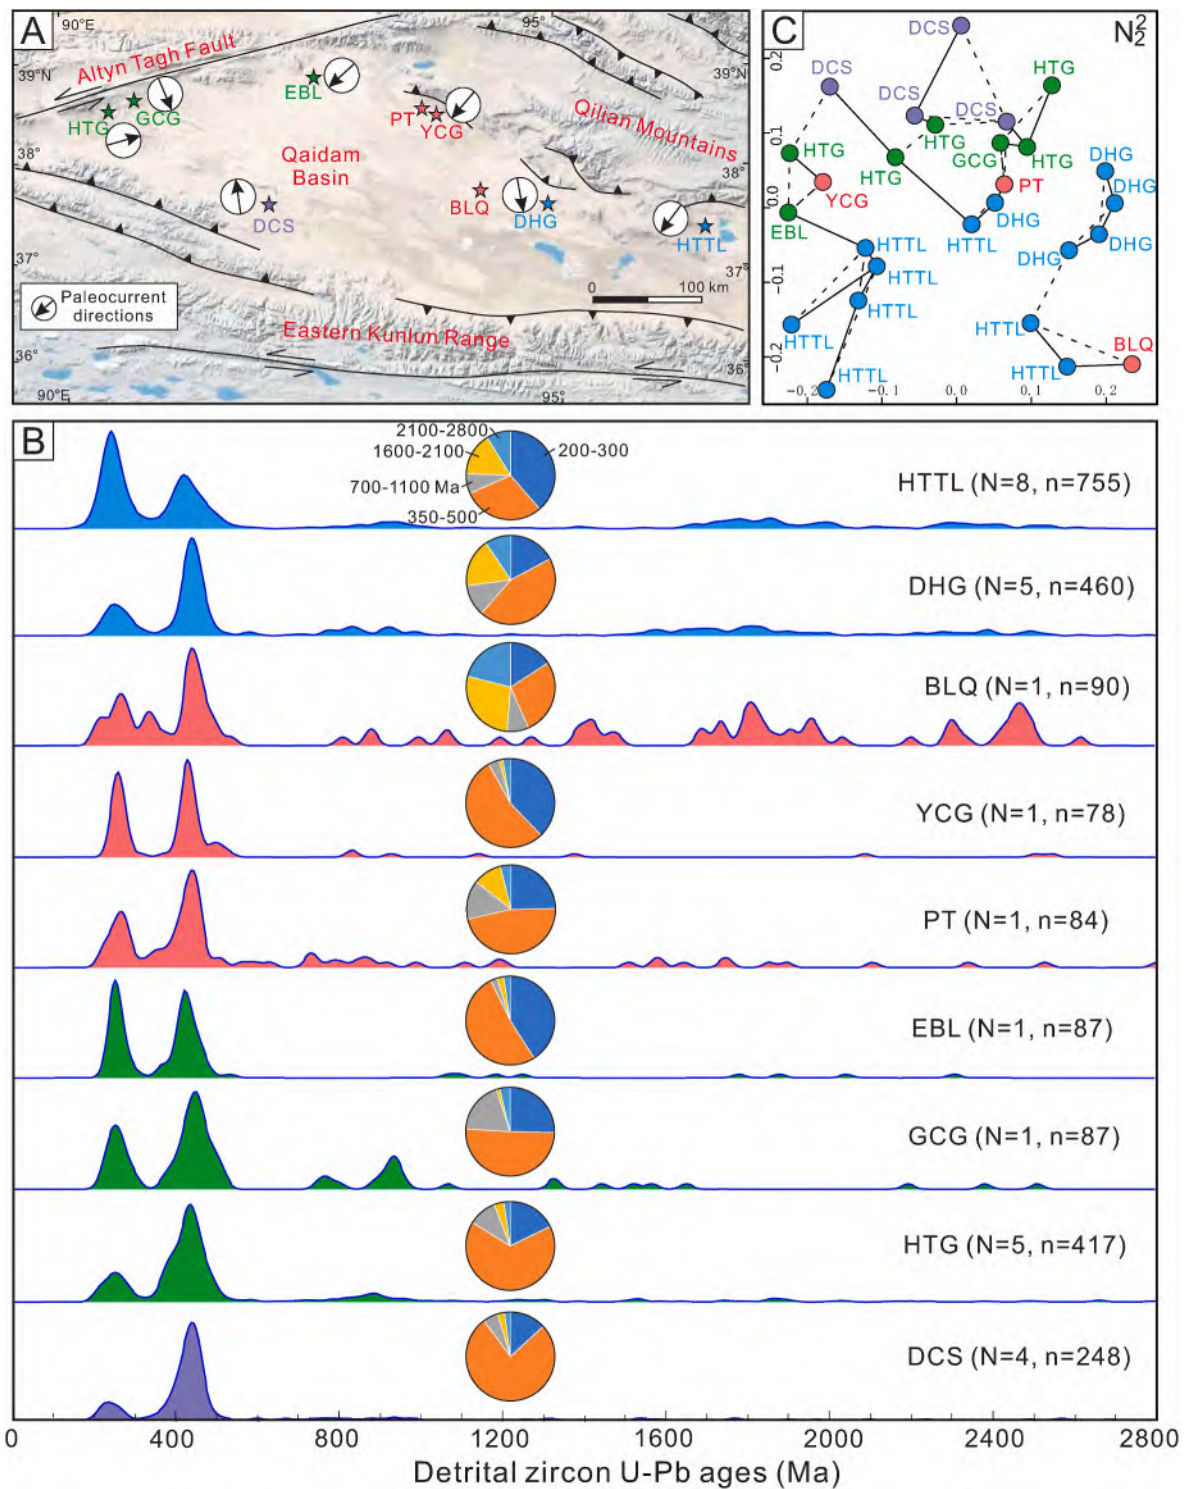 A
90°E
95°
39°N
39°N
Altyn Tagh Fault
EBL
GCG
HTG
PT
YCG
Qilian Mountains
38°
38°
Qaidam
Basin
BLQ
DHG
DCS
HTTL
37°
37°
0
100 km
Paleocurrent
directions
Eastern Kunlun Range
36°
36°
90°E
95°
C
N₂²
DCS
0.2
DCS
HTG
DCS
DCS
0.1
HTG
GCG
HTG
DHG
HTG
HTG
PT
DHG
YCG
0.0
DHG
EBL
HTTL
HTTL
DHG
DHG
HTTL
-0.1
HTTL
HTTL
BLQ
HTTL
-0.2
HTTL
HTTL
-0.2
-0.1
0.0
0.1
0.2
B
2100-2800
1600-2100
200-300
700-1100 Ma
350-500
HTTL (N=8, n=755)
DHG (N=5, n=460)
BLQ (N=1, n=90)
YCG (N=1, n=78)
PT (N=1, n=84)
EBL (N=1, n=87)
GCG (N=1, n=87)
HTG (N=5, n=417)
DCS (N=4, n=248)
0 400 800 1200 1600 2000 2400 2800
Detrital zircon U-Pb ages (Ma)